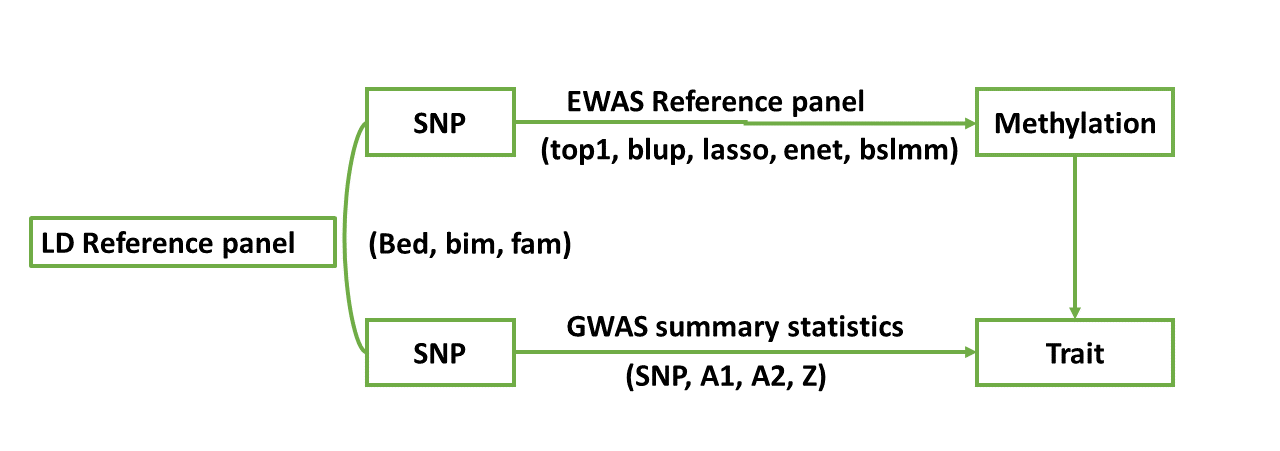 EWAS Reference panel
SNP
Methylation
(top1, blup, lasso, enet, bslmm)
LD Reference panel
(Bed, bim, fam)
GWAS summary statistics
SNP
Trait
(SNP, A1, A2, Z)